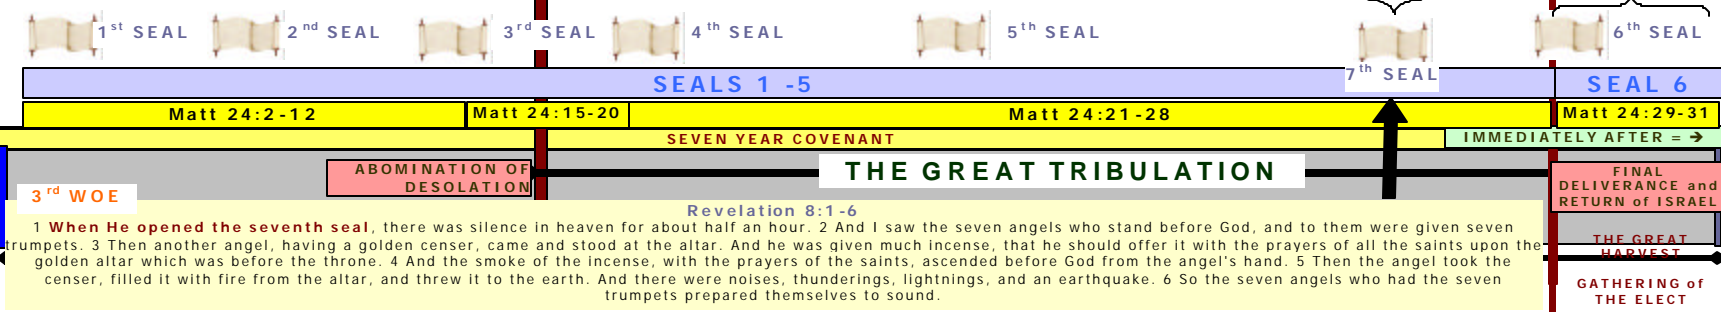 1st SEAL
2nd SEAL
3rd SEAL
4th SEAL
5th SEAL
7th SEAL
6th SEAL
SEALS 1 -5
SEAL 6
Matt 24:2-12
Matt 24:15-20
Matt 24:21-28
Matt 24:29-31
SEVEN YEAR COVENANT
IMMEDIATELY AFTER = ➔
ABOMINATION OF
DESOLATION
THE GREAT TRIBULATION
FINAL
DELIVERANCE and
RETURN of ISRAEL
3rd WOE
Revelation 8:1-6
1 When He opened the seventh seal, there was silence in heaven for about half an hour. 2 And I saw the seven angels who stand before God, and to them were given seven
trumpets. 3 Then another angel, having a golden censer, came and stood at the altar. And he was given much incense, that he should offer it with the prayers of all the saints upon the
golden altar which was before the throne. 4 And the smoke of the incense, with the prayers of the saints, ascended before God from the angel's hand. 5 Then the angel took the
censer, filled it with fire from the altar, and threw it to the earth. And there were noises, thunderings, lightnings, and an earthquake. 6 So the seven angels who had the seven
trumpets prepared themselves to sound.
THE GREAT
HARVEST
GATHERING of
THE ELECT